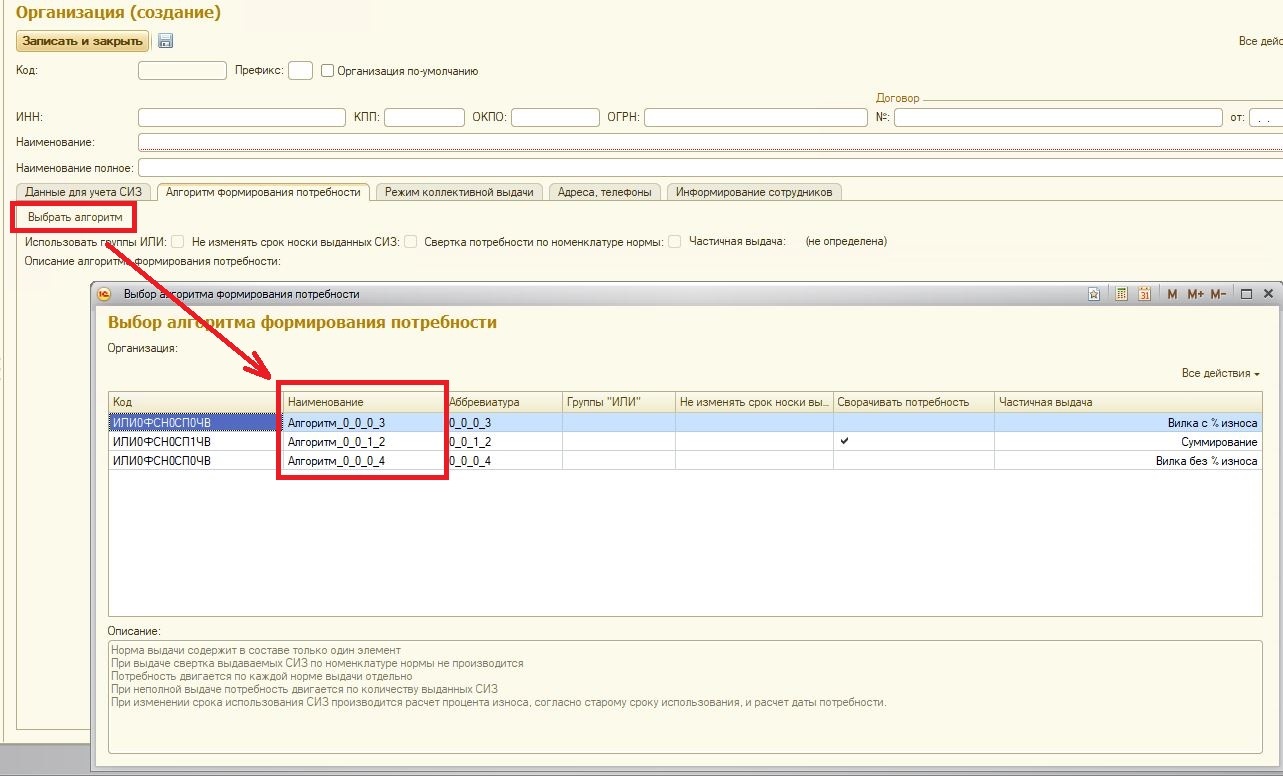 Организация (создание)
Записать и закрыть
Все дейс
Код: Префикс: Организация по-умолчанию
Договор
ИНН: КПП: ОКПО: ОГРН: №: от: . .
Наименование:
Наименование полное:
Данные для учета СИЗ Алгоритм формирования потребности Режим коллективной выдачи Адреса, телефоны Информирование сотрудников
Выбрать алгоритм
Использовать группы ИЛИ: Не изменять срок носки выданных СИЗ: Свертка потребности по номенклатуре нормы: Частичная выдача: (не определена)
Описание алгоритма формирования потребности:
1С Выбор алгоритма формирования потребности 31 M M+ M-
Выбор алгоритма формирования потребности
Организация:
Все действия
Код Наименование Аббревиатура Группы "ИЛИ" Не изменять срок носки вы... Сворачивать потребность Частичная выдача
ИЛИ0ФСН0СП0ЧВ Алгоритм_0_0_0_3 0_0_0_3 Вилка с % износа
ИЛИ0ФСН0СП1ЧВ Алгоритм_0_0_1_2 0_0_1_2 Суммирование
ИЛИ0ФСН0СП0ЧВ Алгоритм_0_0_0_4 0_0_0_4 Вилка без % износа
Описание:
Норма выдачи содержит в составе только один элемент
При выдаче свертка выдаваемых СИЗ по номенклатуре нормы не производится
Потребность двигается по каждой норме выдачи отдельно
При неполной выдаче потребность двигается по количеству выданных СИЗ
При изменении срока использования СИЗ производится расчет процента износа, согласно старому сроку использования, и расчет даты потребности.